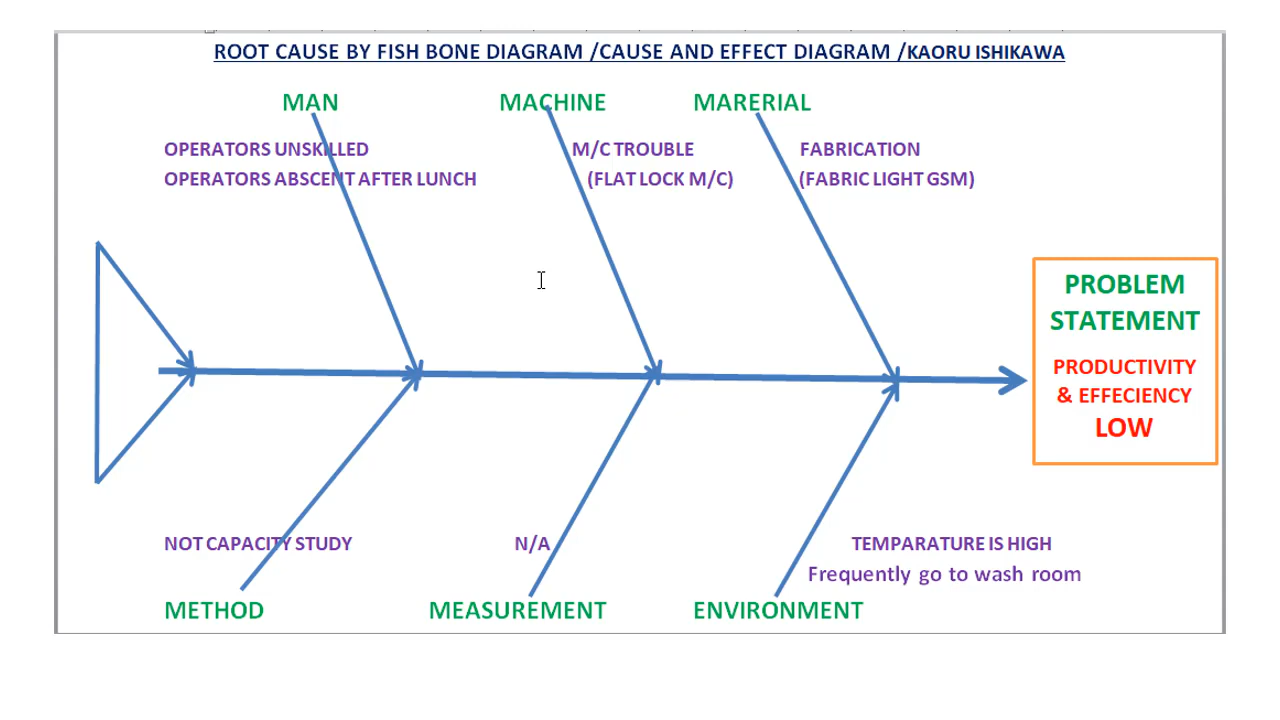 ROOT CAUSE BY FISH BONE DIAGRAM /CAUSE AND EFFECT DIAGRAM /KAORU ISHIKAWA
MAN
MACHINE
MARERIAL
OPERATORS UNSKILLED
OPERATORS ABSCENT AFTER LUNCH
M/C TROUBLE
(FLAT LOCK M/C)
FABRICATION
(FABRIC LIGHT GSM)
PROBLEM
STATEMENT
PRODUCTIVITY
& EFFECIENCY
LOW
NOT CAPACITY STUDY
N/A
TEMPARATURE IS HIGH
Frequently go to wash room
METHOD
MEASUREMENT
ENVIRONMENT